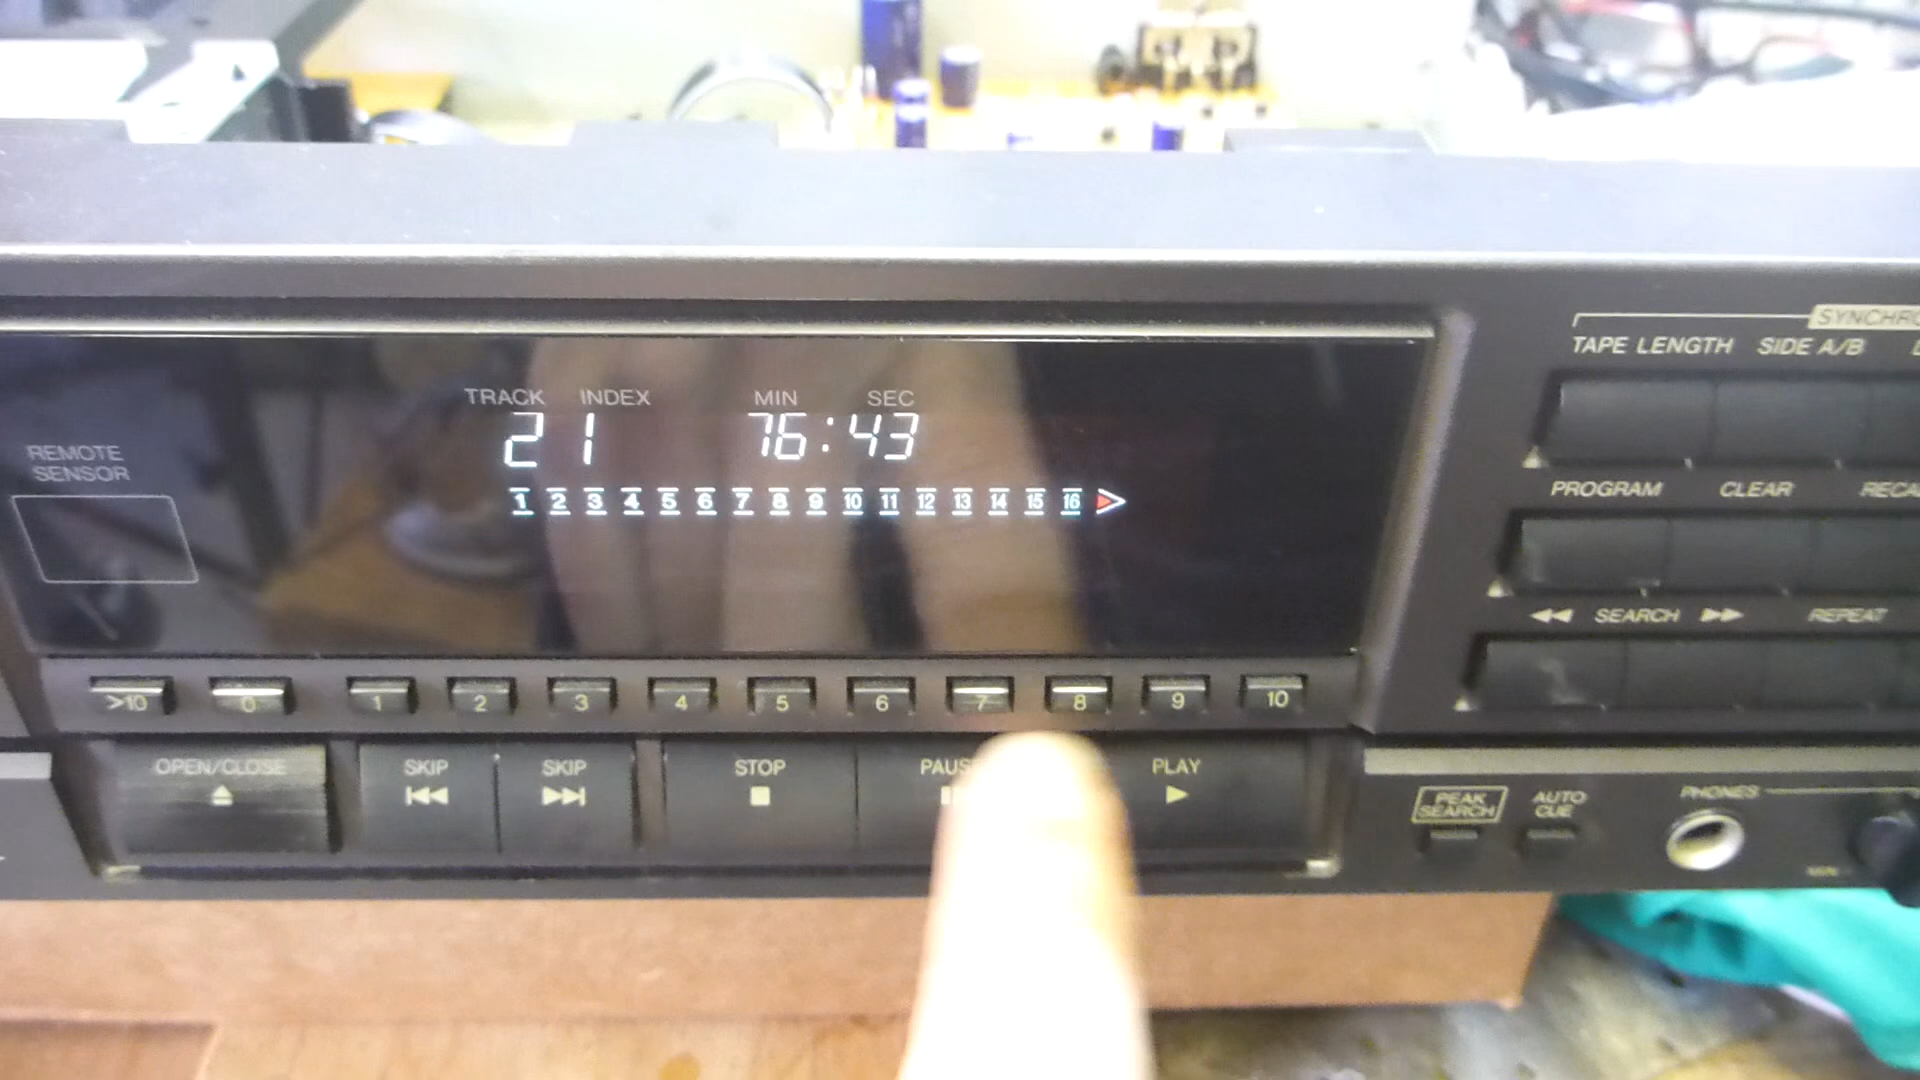 SYNCHRO
TAPE LENGTH SIDE A/B
TRACK INDEX MIN SEC
21 76:43
REMOTE
SENSOR
1 2 3 4 5 6 7 8 9 10 11 12 13 14 15 16
PROGRAM CLEAR
◀◀ SEARCH ▶▶ REPEAT
>10 0 1 2 3 4 5 6 7 8 9 10
OPEN/CLOSE SKIP SKIP STOP PAUS PLAY
PEAK
SEARCH
AUTO
CUE
PHONES
MIN